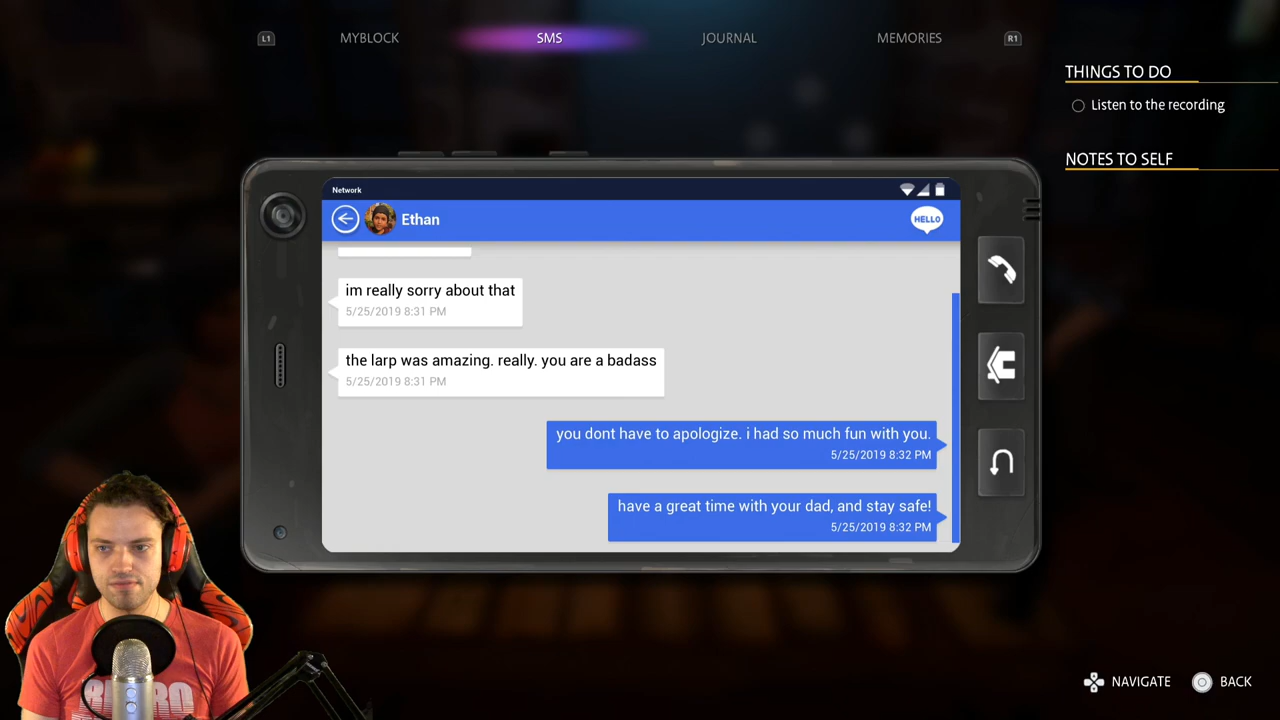 L1
MYBLOCK
SMS
JOURNAL
MEMORIES
R1
THINGS TO DO
Listen to the recording
NOTES TO SELF
Network
Ethan
HELLO
im really sorry about that
5/25/2019 8:31 PM
the larp was amazing. really. you are a badass
5/25/2019 8:31 PM
you dont have to apologize. i had so much fun with you.
5/25/2019 8:32 PM
have a great time with your dad, and stay safe!
5/25/2019 8:32 PM
NAVIGATE
BACK